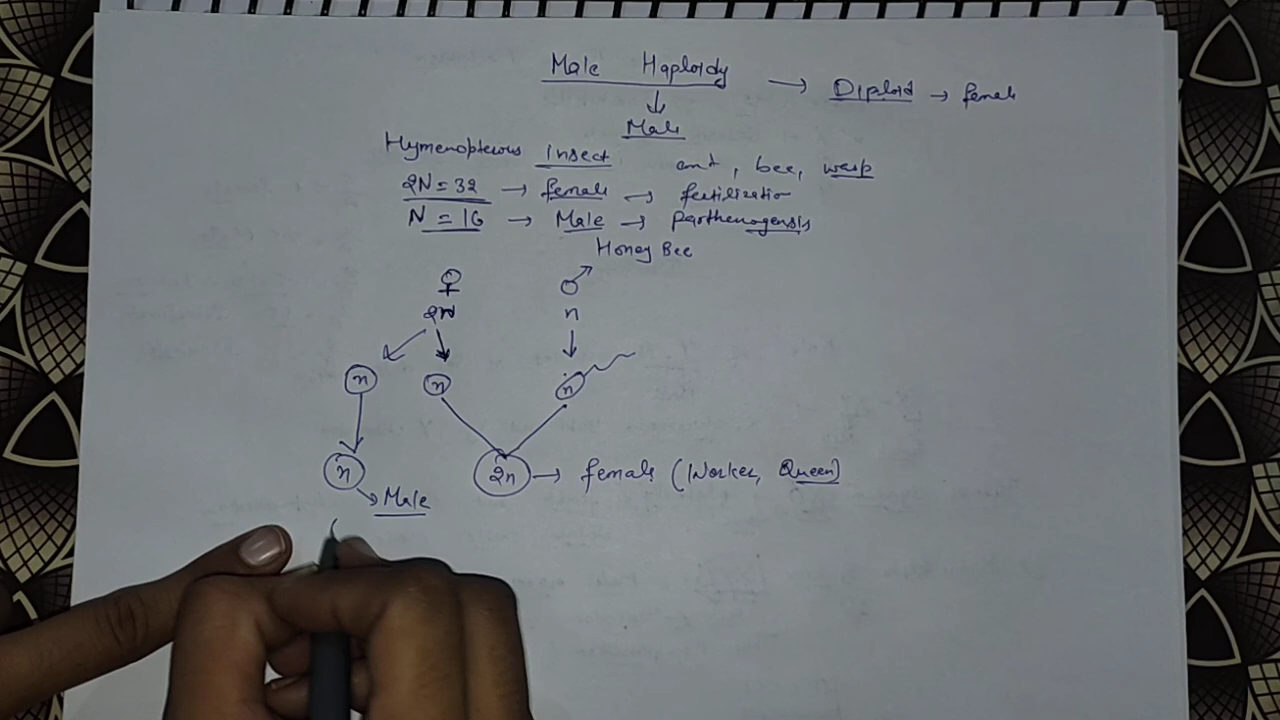 Male Haploidy → Diploid → female
↓
Male
Hymenopterous insect ant, bee, wasp
2N = 32 → female → fertilization
N = 16 → Male → parthenogensis
Honey Bee
♀ ♂
2N n
n n n
n 2n → female (Worker, Queen)
Male